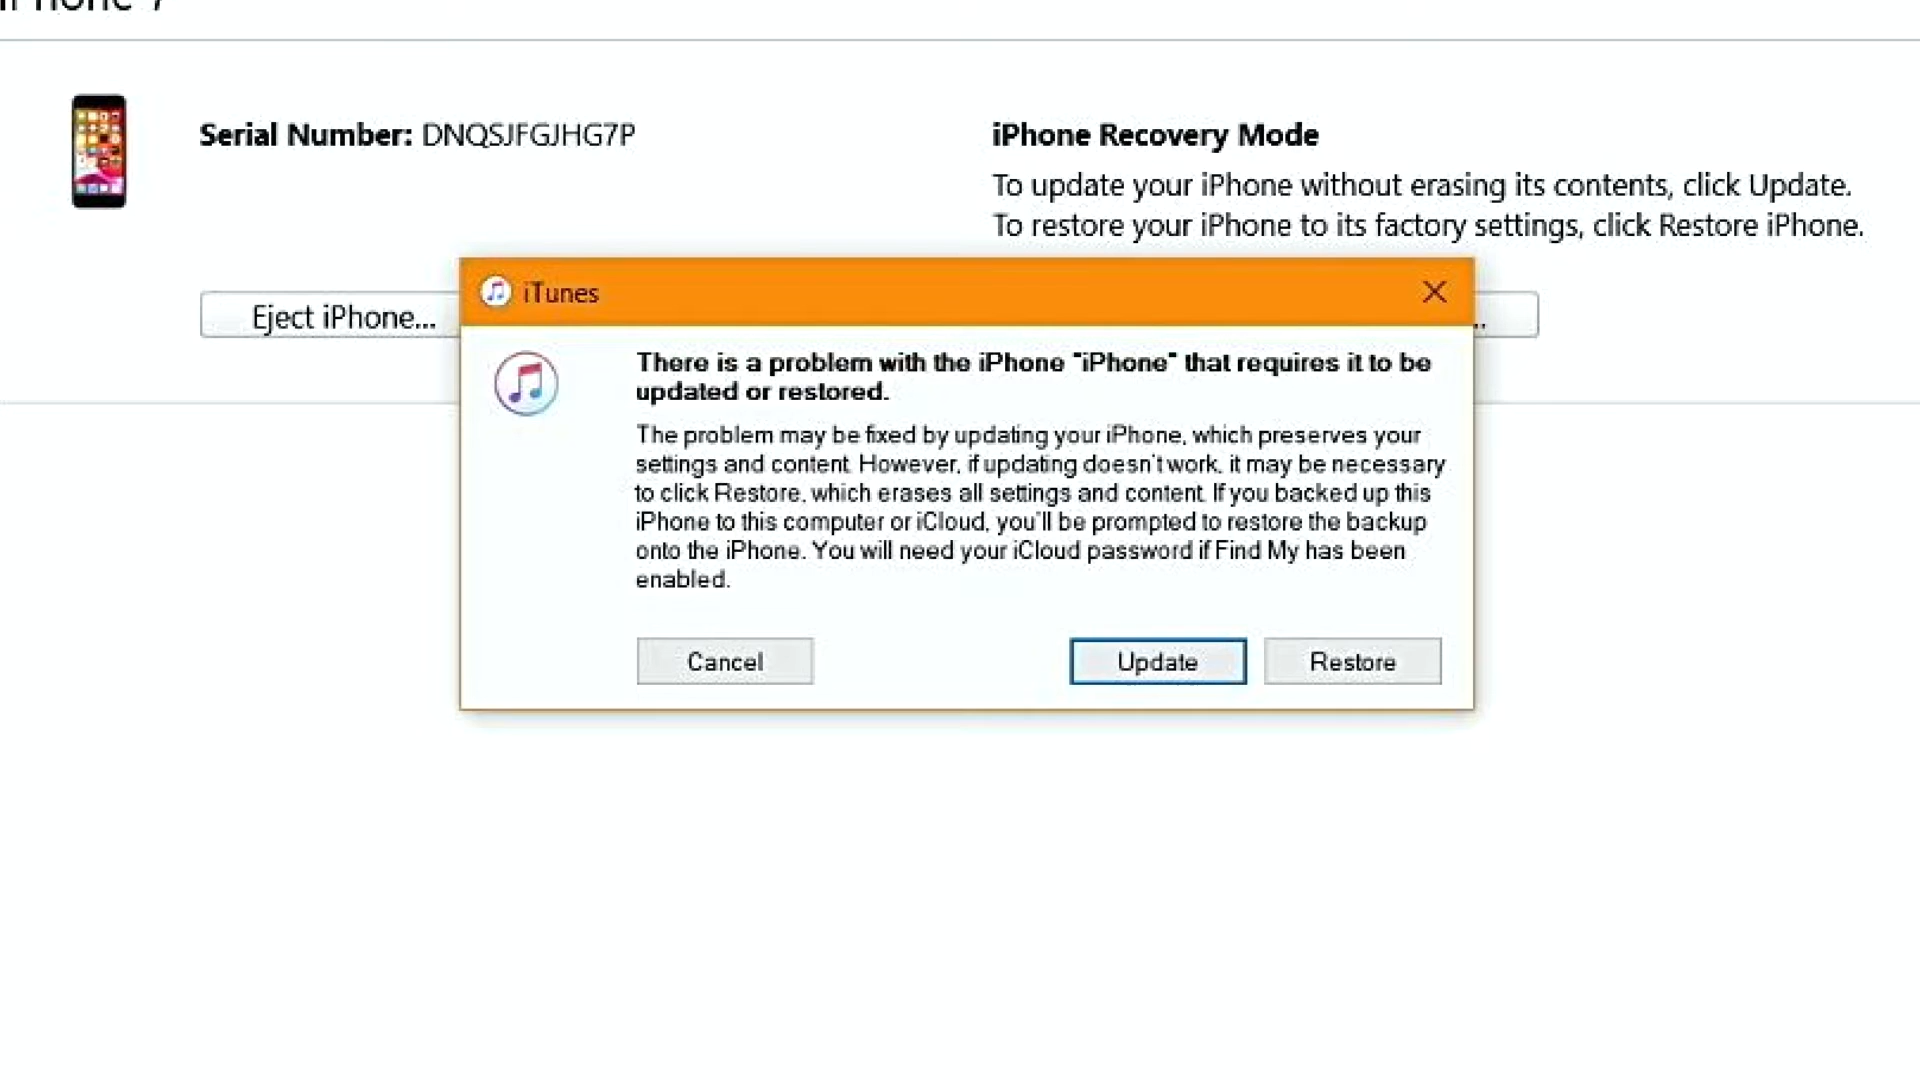 iPhone 7
Serial Number: DNQSJFGJHG7P
iPhone Recovery Mode
To update your iPhone without erasing its contents, click Update.
To restore your iPhone to its factory settings, click Restore iPhone.
Eject iPhone...
iTunes
There is a problem with the iPhone "iPhone" that requires it to be
updated or restored.
The problem may be fixed by updating your iPhone, which preserves your
settings and content. However, if updating doesn't work, it may be necessary
to click Restore, which erases all settings and content. If you backed up this
iPhone to this computer or iCloud, you'll be prompted to restore the backup
onto the iPhone. You will need your iCloud password if Find My has been
enabled.
Cancel
Update
Restore